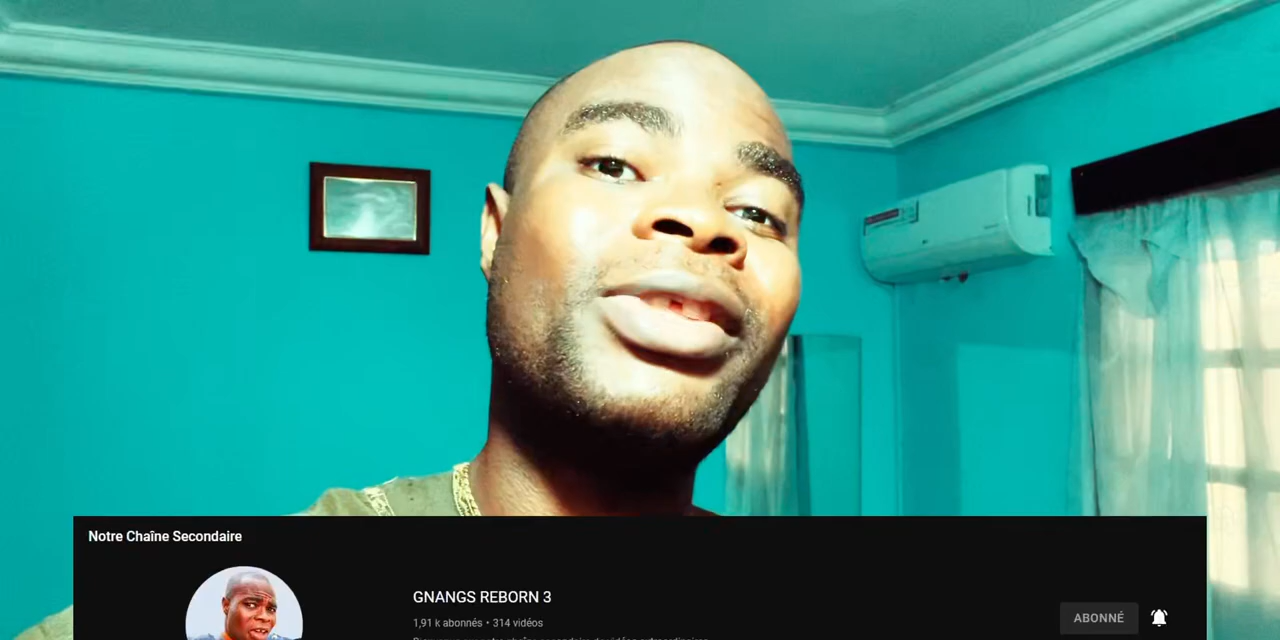 Notre Chaîne Secondaire
GNANGS REBORN 3
1,91 k abonnés • 314 vidéos
ABONNÉ